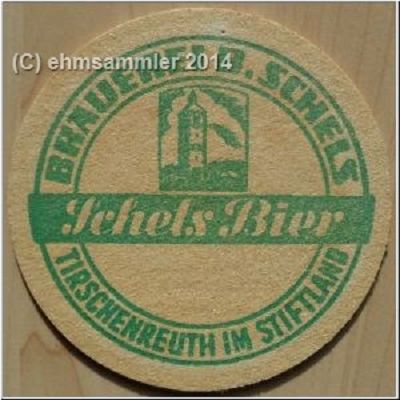 (C) ehmsammler 2014
BRAUEREI D. SCHELS
Schels Bier
TIRSCHENREUTH IM STIFTLAND